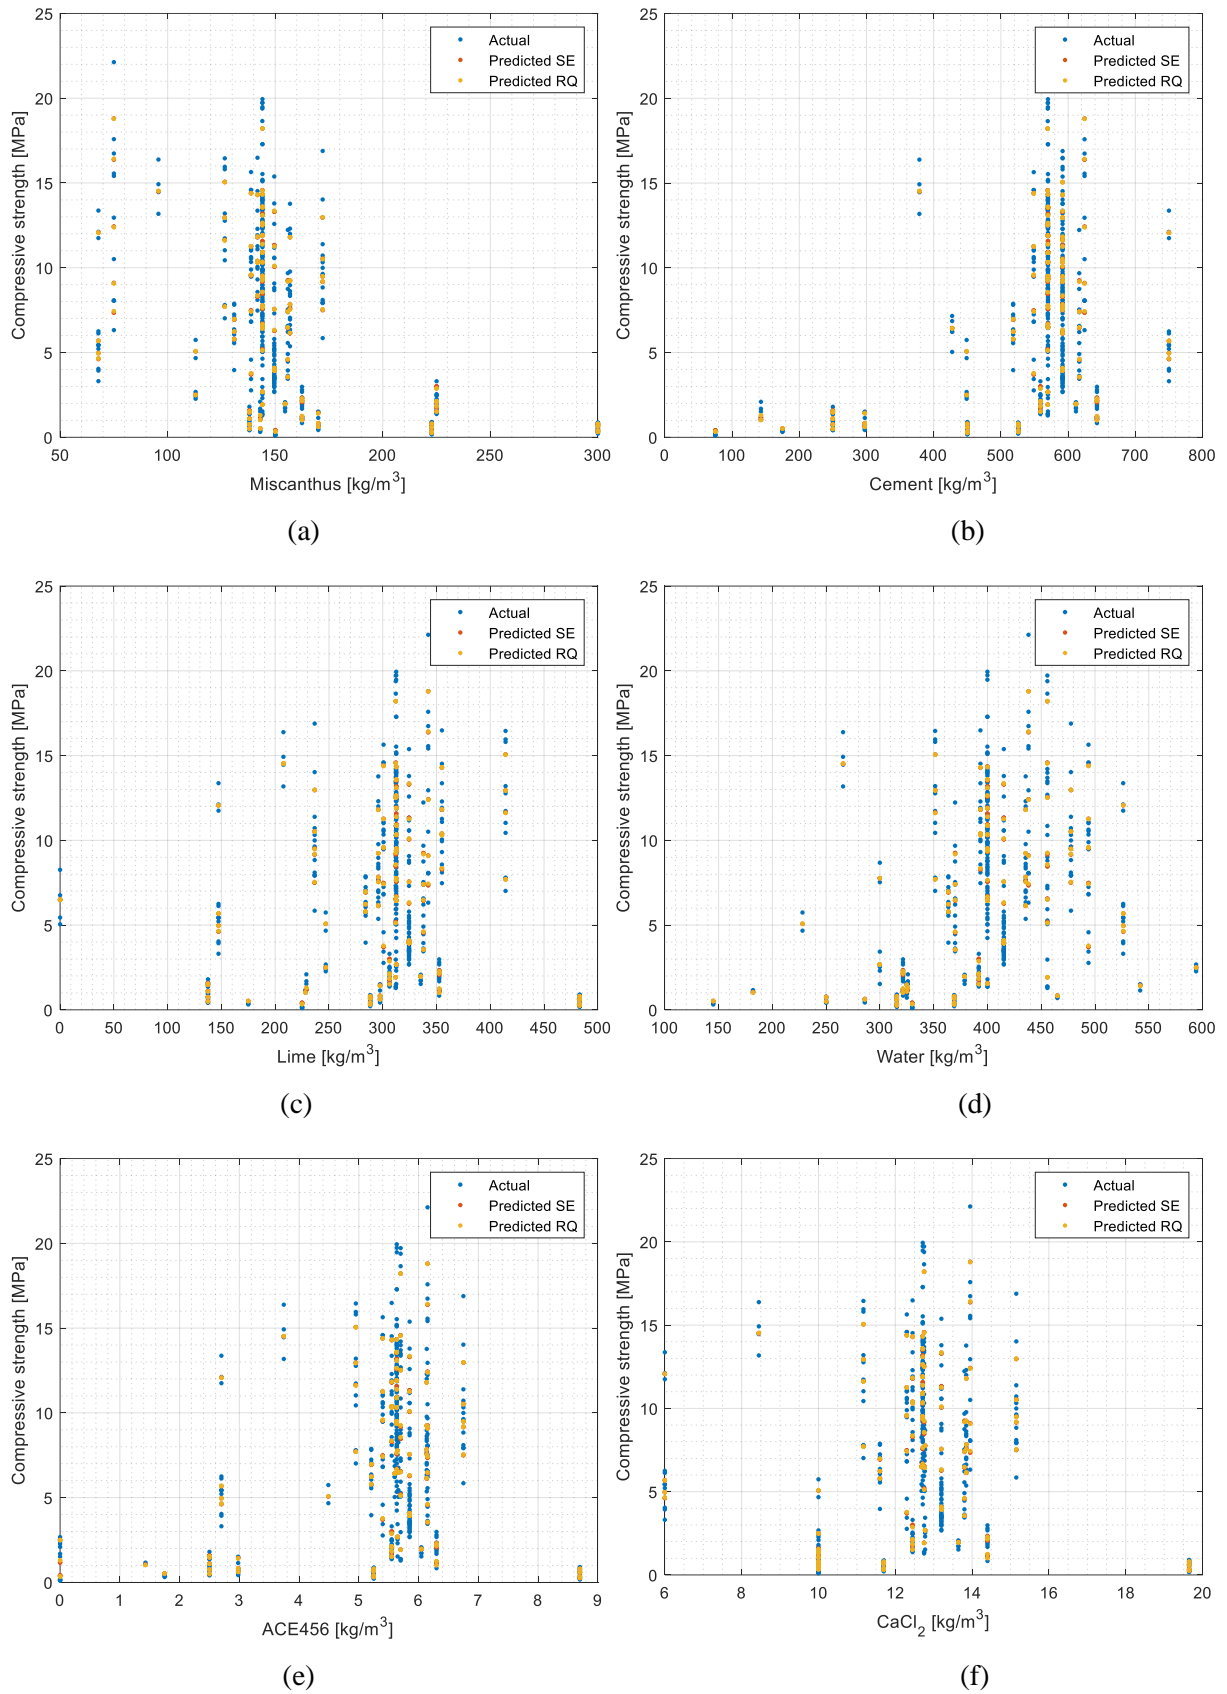 25
20
15
10
5
0
Compressive strength [MPa]
Actual
Predicted SE
Predicted RQ
50 100 150 200 250 300
Miscanthus [kg/m³]
(a)
25
20
15
10
5
0
Compressive strength [MPa]
Actual
Predicted SE
Predicted RQ
0 100 200 300 400 500 600 700 800
Cement [kg/m³]
(b)
25
20
15
10
5
0
Compressive strength [MPa]
Actual
Predicted SE
Predicted RQ
0 50 100 150 200 250 300 350 400 450 500
Lime [kg/m³]
(c)
25
20
15
10
5
0
Compressive strength [MPa]
Actual
Predicted SE
Predicted RQ
100 150 200 250 300 350 400 450 500 550 600
Water [kg/m³]
(d)
25
20
15
10
5
0
Compressive strength [MPa]
Actual
Predicted SE
Predicted RQ
0 1 2 3 4 5 6 7 8 9
ACE456 [kg/m³]
(e)
25
20
15
10
5
0
Compressive strength [MPa]
Actual
Predicted SE
Predicted RQ
6 8 10 12 14 16 18 20
CaCl₂ [kg/m³]
(f)